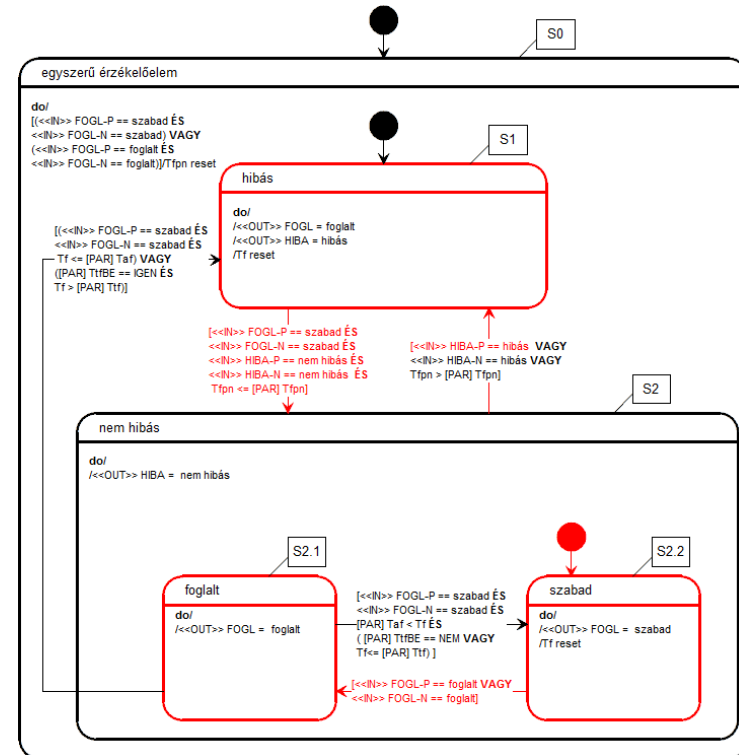 S0
egyszerű érzékelőelem
do/
[(<<IN>> FOGL-P == szabad ÉS
<<IN>> FOGL-N == szabad) VAGY
(<<IN>> FOGL-P == foglalt ÉS
<<IN>> FOGL-N == foglalt)]/Tfpn reset
S1
hibás
do/
/<<OUT>> FOGL = foglalt
/<<OUT>> HIBA = hibás
/Tf reset
[(<<IN>> FOGL-P == szabad ÉS
<<IN>> FOGL-N == szabad ÉS
Tf <= [PAR] Taf) VAGY
([PAR] TtfBE == IGEN ÉS
Tf > [PAR] Ttf)]
[<<IN>> FOGL-P == szabad ÉS
<<IN>> FOGL-N == szabad ÉS
<<IN>> HIBA-P == nem hibás ÉS
<<IN>> HIBA-N == nem hibás ÉS
Tfpn <= [PAR] Tfpn]
[<<IN>> HIBA-P == hibás VAGY
<<IN>> HIBA-N == hibás VAGY
Tfpn > [PAR] Tfpn]
S2
nem hibás
do/
/<<OUT>> HIBA = nem hibás
S2.1
foglalt
do/
/<<OUT>> FOGL = foglalt
[<<IN>> FOGL-P == szabad ÉS
<<IN>> FOGL-N == szabad ÉS
[PAR] Taf < Tf ÉS
( [PAR] TtfBE == NEM VAGY
Tf<= [PAR] Ttf) ]
[<<IN>> FOGL-P == foglalt VAGY
<<IN>> FOGL-N == foglalt]
S2.2
szabad
do/
/<<OUT>> FOGL = szabad
/Tf reset